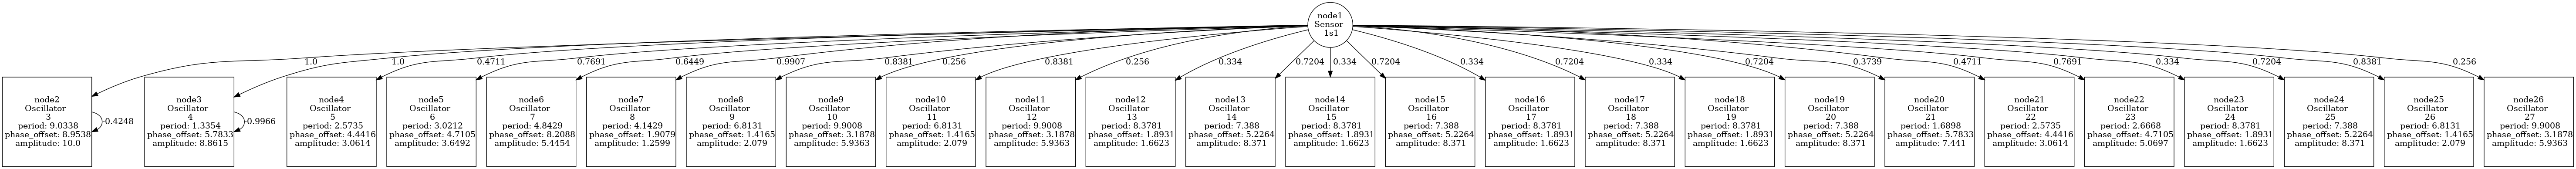 node1
Sensor
1s1
1.0
-1.0
0.4711
0.7691
-0.6449
0.9907
0.8381
0.256
0.8381
0.256
-0.334
0.7204
-0.334
0.7204
-0.334
0.7204
-0.334
0.7204
0.3739
0.4711
0.7691
-0.334
0.7204
0.8381
0.256
node2
Oscillator
3
period: 9.0338
phase_offset: 8.9538
amplitude: 10.0
-0.4248
node3
Oscillator
4
period: 1.3354
phase_offset: 5.7833
amplitude: 8.8615
0.9966
node4
Oscillator
5
period: 2.5735
phase_offset: 4.4416
amplitude: 3.0614
node5
Oscillator
6
period: 3.0212
phase_offset: 4.7105
amplitude: 3.6492
node6
Oscillator
7
period: 4.8429
phase_offset: 8.2088
amplitude: 5.4454
node7
Oscillator
8
period: 4.1429
phase_offset: 1.9079
amplitude: 1.2599
node8
Oscillator
9
period: 6.8131
phase_offset: 1.4165
amplitude: 2.079
node9
Oscillator
10
period: 9.9008
phase_offset: 3.1878
amplitude: 5.9363
node10
Oscillator
11
period: 6.8131
phase_offset: 1.4165
amplitude: 2.079
node11
Oscillator
12
period: 9.9008
phase_offset: 3.1878
amplitude: 5.9363
node12
Oscillator
13
period: 8.3781
phase_offset: 1.8931
amplitude: 1.6623
node13
Oscillator
14
period: 7.388
phase_offset: 5.2264
amplitude: 8.371
node14
Oscillator
15
period: 8.3781
phase_offset: 1.8931
amplitude: 1.6623
node15
Oscillator
16
period: 7.388
phase_offset: 5.2264
amplitude: 8.371
node16
Oscillator
17
period: 8.3781
phase_offset: 1.8931
amplitude: 1.6623
node17
Oscillator
18
period: 7.388
phase_offset: 5.2264
amplitude: 8.371
node18
Oscillator
19
period: 8.3781
phase_offset: 1.8931
amplitude: 1.6623
node19
Oscillator
20
period: 7.388
phase_offset: 5.2264
amplitude: 8.371
node20
Oscillator
21
period: 1.6898
phase_offset: 5.7833
amplitude: 7.441
node21
Oscillator
22
period: 2.5735
phase_offset: 4.4416
amplitude: 3.0614
node22
Oscillator
23
period: 2.6668
phase_offset: 4.7105
amplitude: 5.0697
node23
Oscillator
24
period: 8.3781
phase_offset: 1.8931
amplitude: 1.6623
node24
Oscillator
25
period: 7.388
phase_offset: 5.2264
amplitude: 8.371
node25
Oscillator
26
period: 6.8131
phase_offset: 1.4165
amplitude: 2.079
node26
Oscillator
27
period: 9.9008
phase_offset: 3.1878
amplitude: 5.9363